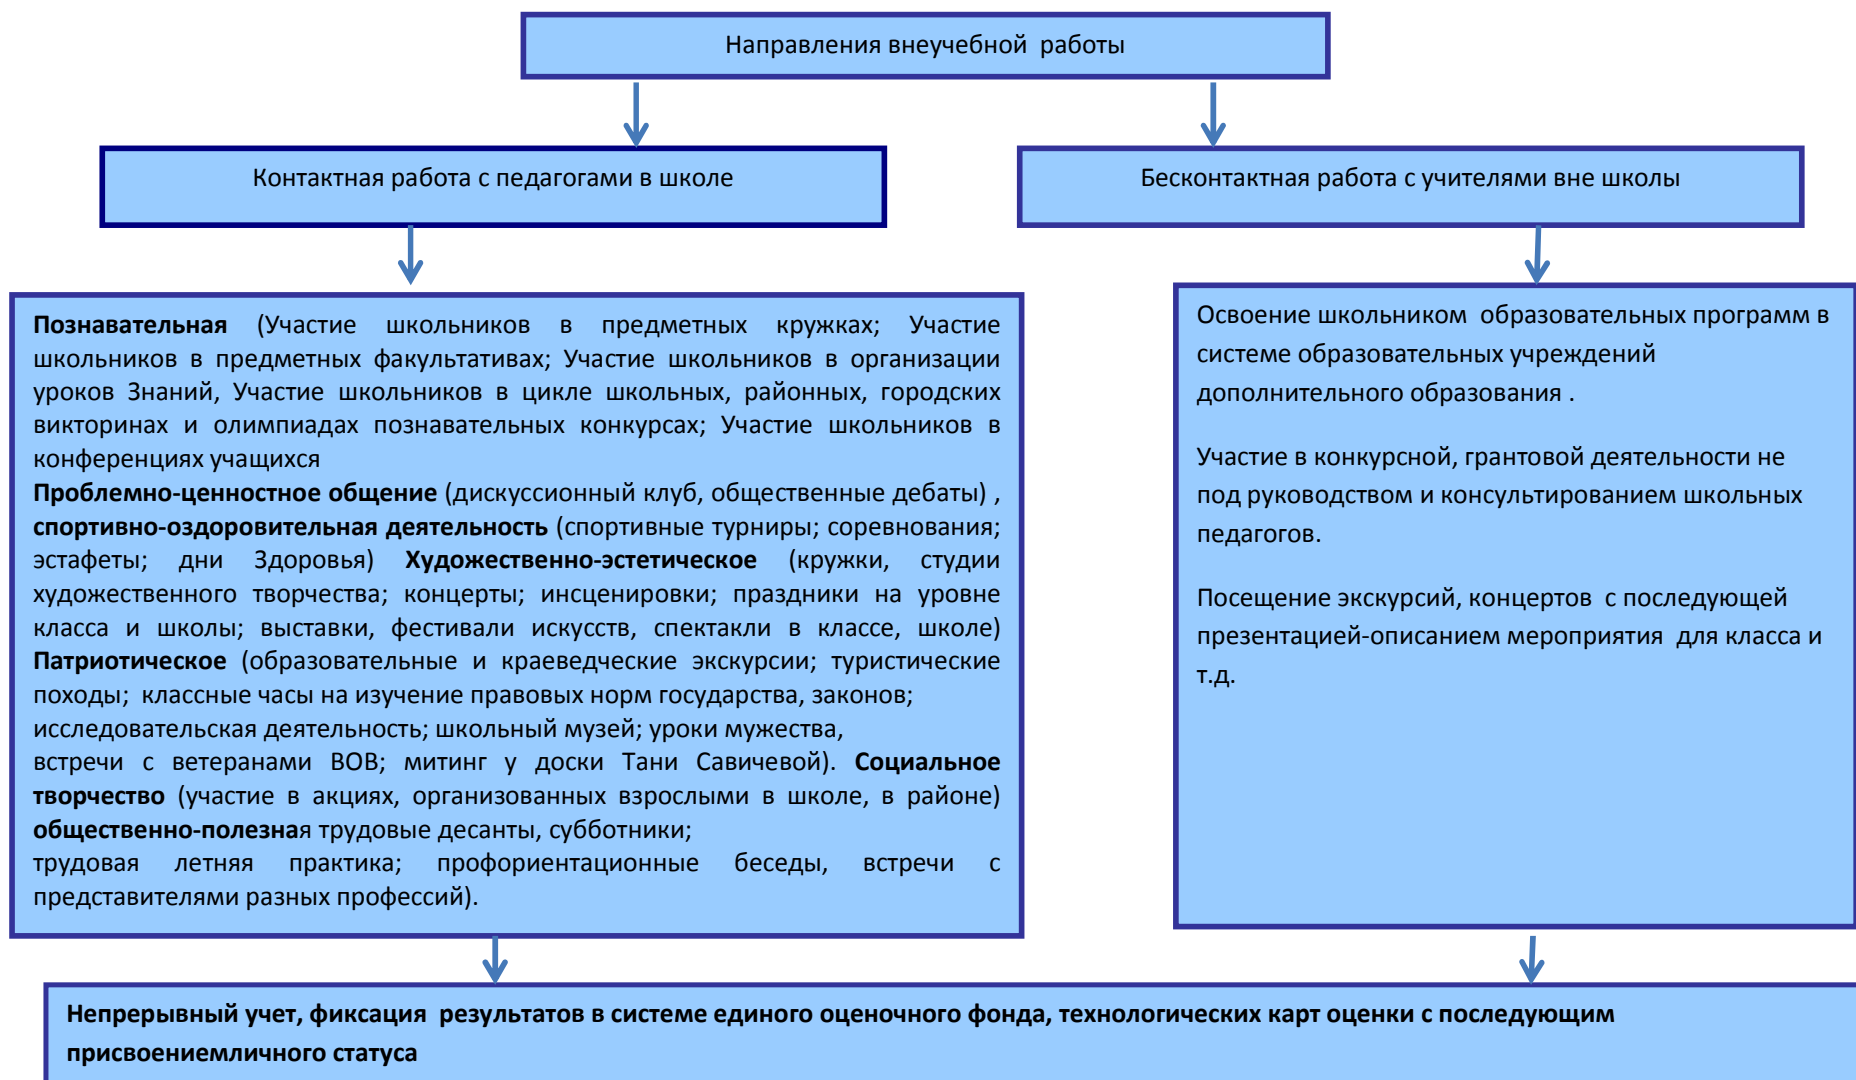 Направления внеучебной  работы
Контактная работа с педагогами в школе
Бесконтактная работа с учителями вне школы
Познавательная (Участие школьников в предметных кружках; Участие
школьников в предметных факультативах; Участие школьников в организации
уроков Знаний, Участие школьников в цикле школьных, районных, городских
викторинах и олимпиадах познавательных конкурсах; Участие школьников в
конференциях учащихся
Проблемно-ценностное общение (дискуссионный клуб, общественные дебаты) ,
спортивно-оздоровительная деятельность (спортивные турниры; соревнования;
эстафеты; дни Здоровья) Художественно-эстетическое (кружки, студии
художественного творчества; концерты; инсценировки; праздники на уровне
класса и школы; выставки, фестивали искусств, спектакли в классе, школе)
Патриотическое (образовательные и краеведческие экскурсии; туристические
походы;  классные часы на изучение правовых норм государства, законов;
исследовательская деятельность; школьный музей; уроки мужества,
встречи с ветеранами ВОВ; митинг у доски Тани Савичевой). Социальное
творчество (участие в акциях, организованных взрослыми в школе, в районе)
общественно-полезная трудовые десанты, субботники;
трудовая летняя практика; профориентационные беседы, встречи с
представителями разных профессий).
Освоение школьником  образовательных программ в
системе образовательных учреждений
дополнительного образования .
Участие в конкурсной, грантовой деятельности не
под руководством и консультированием школьных
педагогов.
Посещение экскурсий, концертов  с последующей
презентацией-описанием мероприятия  для класса и
т.д.
Непрерывный учет, фиксация  результатов в системе единого оценочного фонда, технологических карт оценки с последующим
присвоениемличного статуса